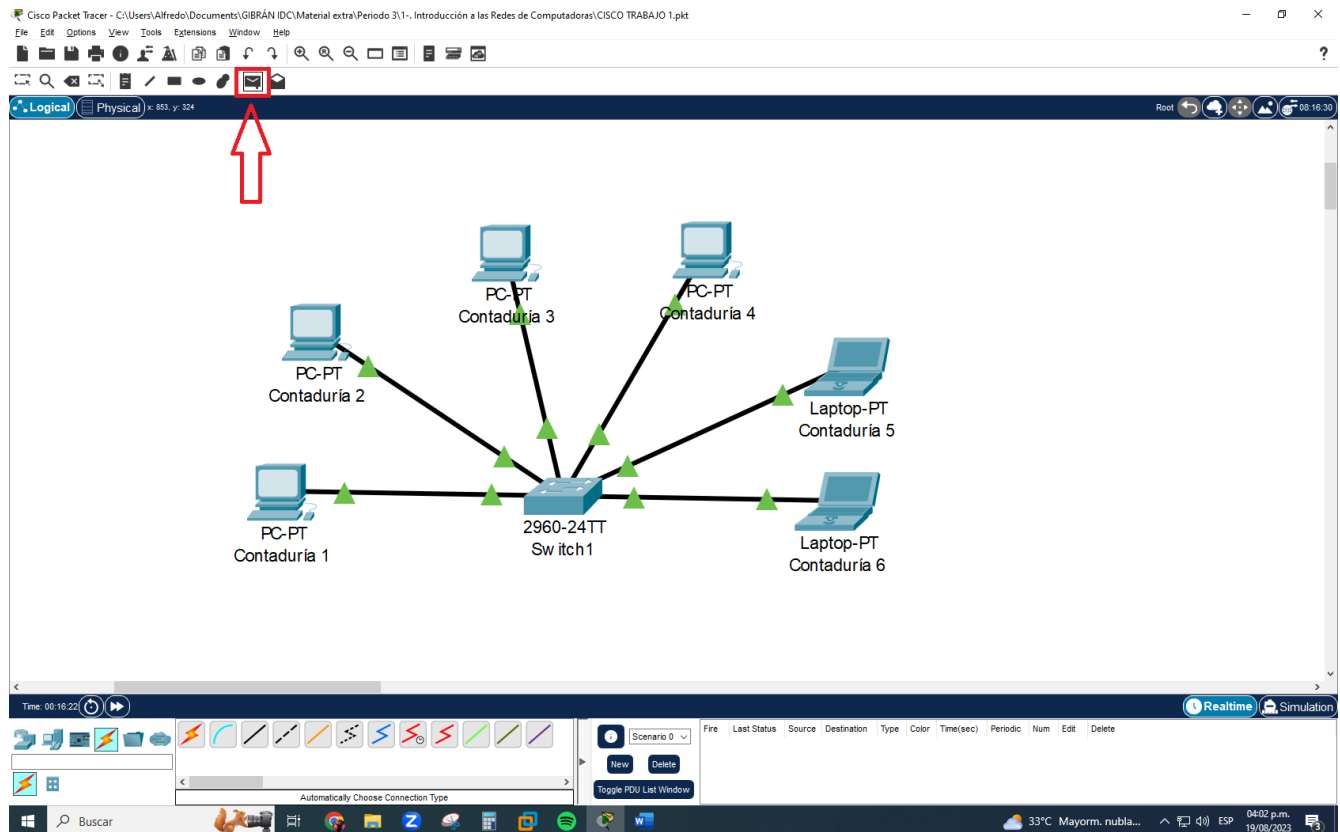 Cisco Packet Tracer - C:\Users\Alfredo\Documents\GIBRÁN IDC\Material extra\Periodo 3\1-. Introducción a las Redes de Computadoras\CISCO TRABAJO 1.pkt
File Edit Options View Tools Extensions Window Help
?
Logical Physical x: 853, y: 324 Root 08:16:30
PC-PT
Contaduría 3
PC-PT
Contaduría 4
PC-PT
Contaduría 2
Laptop-PT
Contaduría 5
PC-PT
Contaduría 1
2960-24TT
Switch1
Laptop-PT
Contaduría 6
Time: 00:16:22 Realtime Simulation
Scenario 0 Fire Last Status Source Destination Type Color Time(sec) Periodic Num Edit Delete
New Delete
Toggle PDU List Window
Automatically Choose Connection Type
Buscar 33°C Mayorm. nubla... ESP 04:02 p.m.
19/08/2023 3